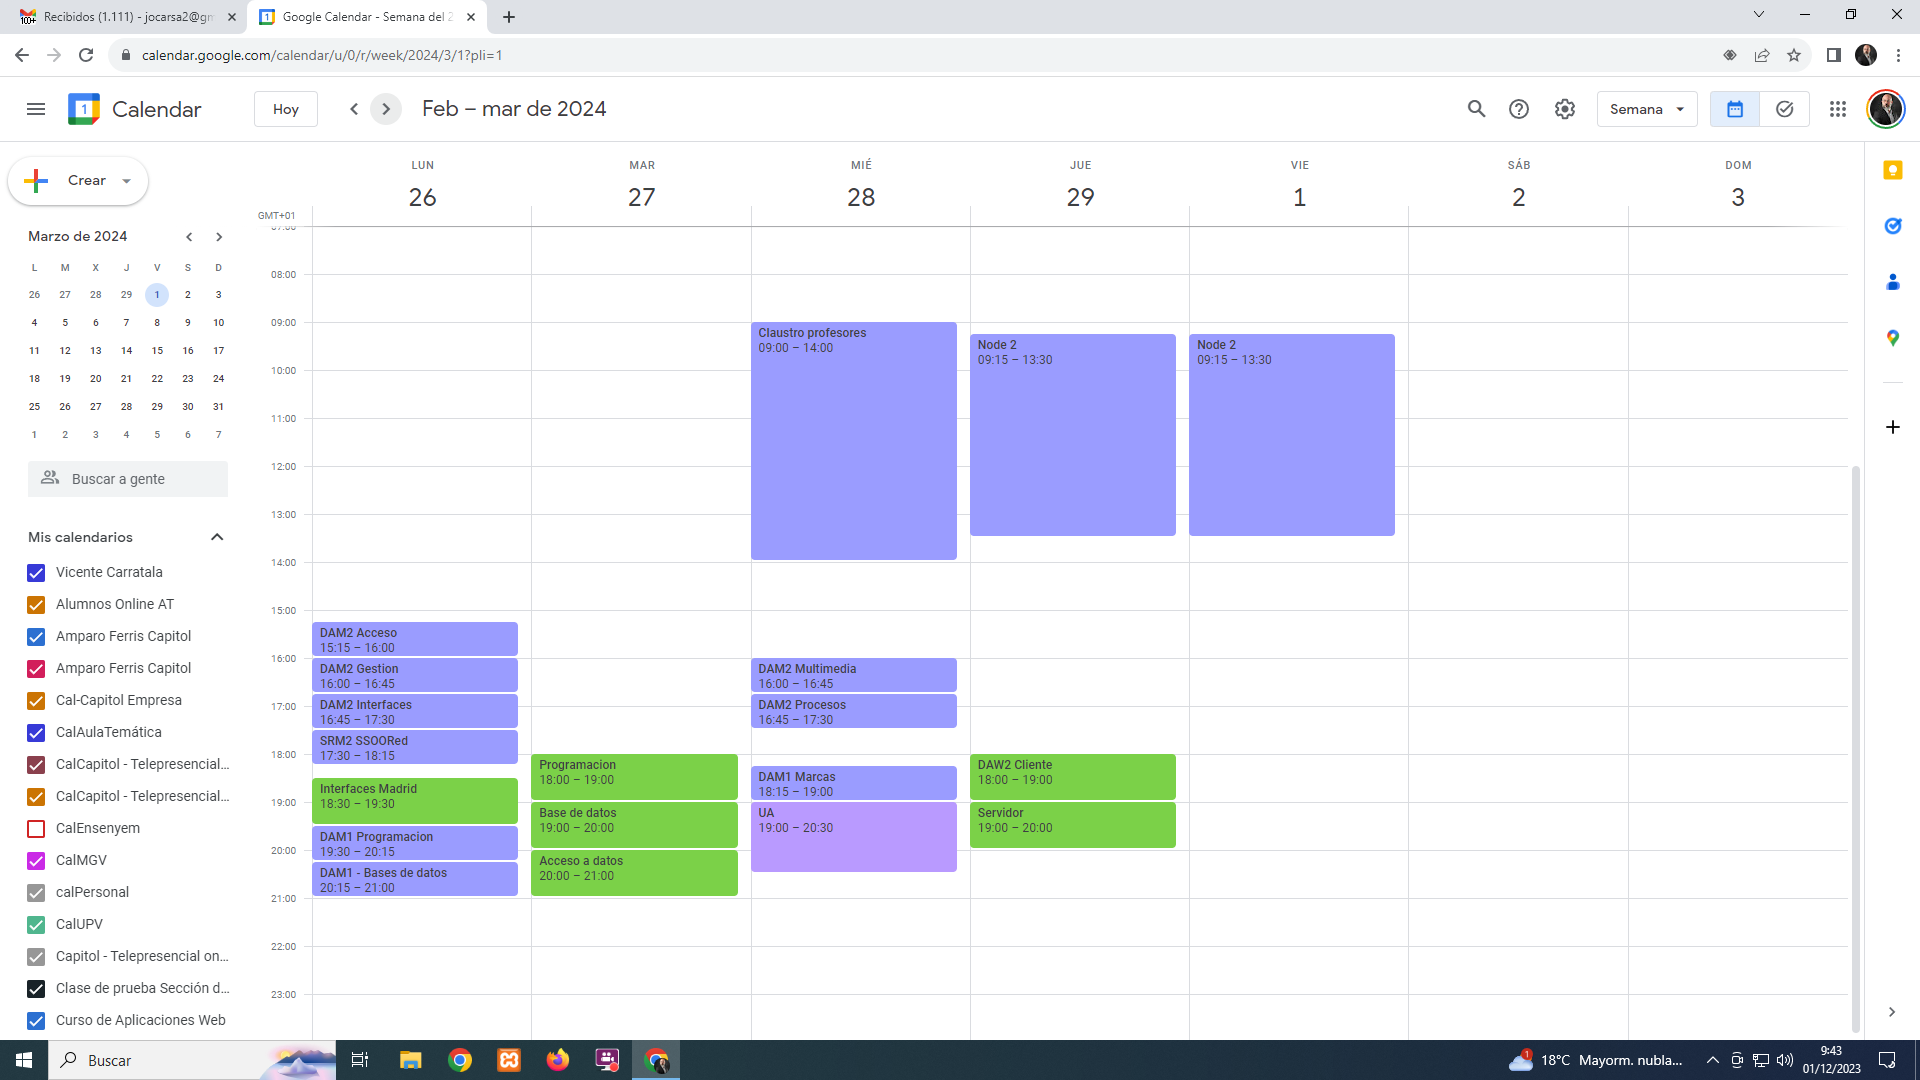 Recibidos (1.111) - jocarsa2@gm
Google Calendar - Semana del 2
calendar.google.com/calendar/u/0/r/week/2024/3/1?pli=1
1
Calendar
Hoy
Feb – mar de 2024
Semana
Crear
Marzo de 2024
L M X J V S D
26 27 28 29 1 2 3
4 5 6 7 8 9 10
11 12 13 14 15 16 17
18 19 20 21 22 23 24
25 26 27 28 29 30 31
1 2 3 4 5 6 7
Buscar a gente
Mis calendarios
Vicente Carratala
Alumnos Online AT
Amparo Ferris Capitol
Amparo Ferris Capitol
Cal-Capitol Empresa
CalAulaTemática
CalCapitol - Telepresencial...
CalCapitol - Telepresencial...
CalEnsenyem
CalMGV
calPersonal
CalUPV
Capitol - Telepresencial on...
Clase de prueba Sección d...
Curso de Aplicaciones Web
LUN MAR MIÉ JUE VIE SÁB DOM
26 27 28 29 1 2 3
GMT+01
07:00
08:00
09:00
10:00
11:00
12:00
13:00
14:00
15:00
16:00
17:00
18:00
19:00
20:00
21:00
22:00
23:00
DAM2 Acceso
15:15 – 16:00
DAM2 Gestion
16:00 – 16:45
DAM2 Interfaces
16:45 – 17:30
SRM2 SSOORed
17:30 – 18:15
Interfaces Madrid
18:30 – 19:30
DAM1 Programacion
19:30 – 20:15
DAM1 - Bases de datos
20:15 – 21:00
Programacion
18:00 – 19:00
Base de datos
19:00 – 20:00
Acceso a datos
20:00 – 21:00
Claustro profesores
09:00 – 14:00
DAM2 Multimedia
16:00 – 16:45
DAM2 Procesos
16:45 – 17:30
DAM1 Marcas
18:15 – 19:00
UA
19:00 – 20:30
Node 2
09:15 – 13:30
DAW2 Cliente
18:00 – 19:00
Servidor
19:00 – 20:00
Node 2
09:15 – 13:30
Buscar
1
18°C Mayorm. nubla...
9:43
01/12/2023